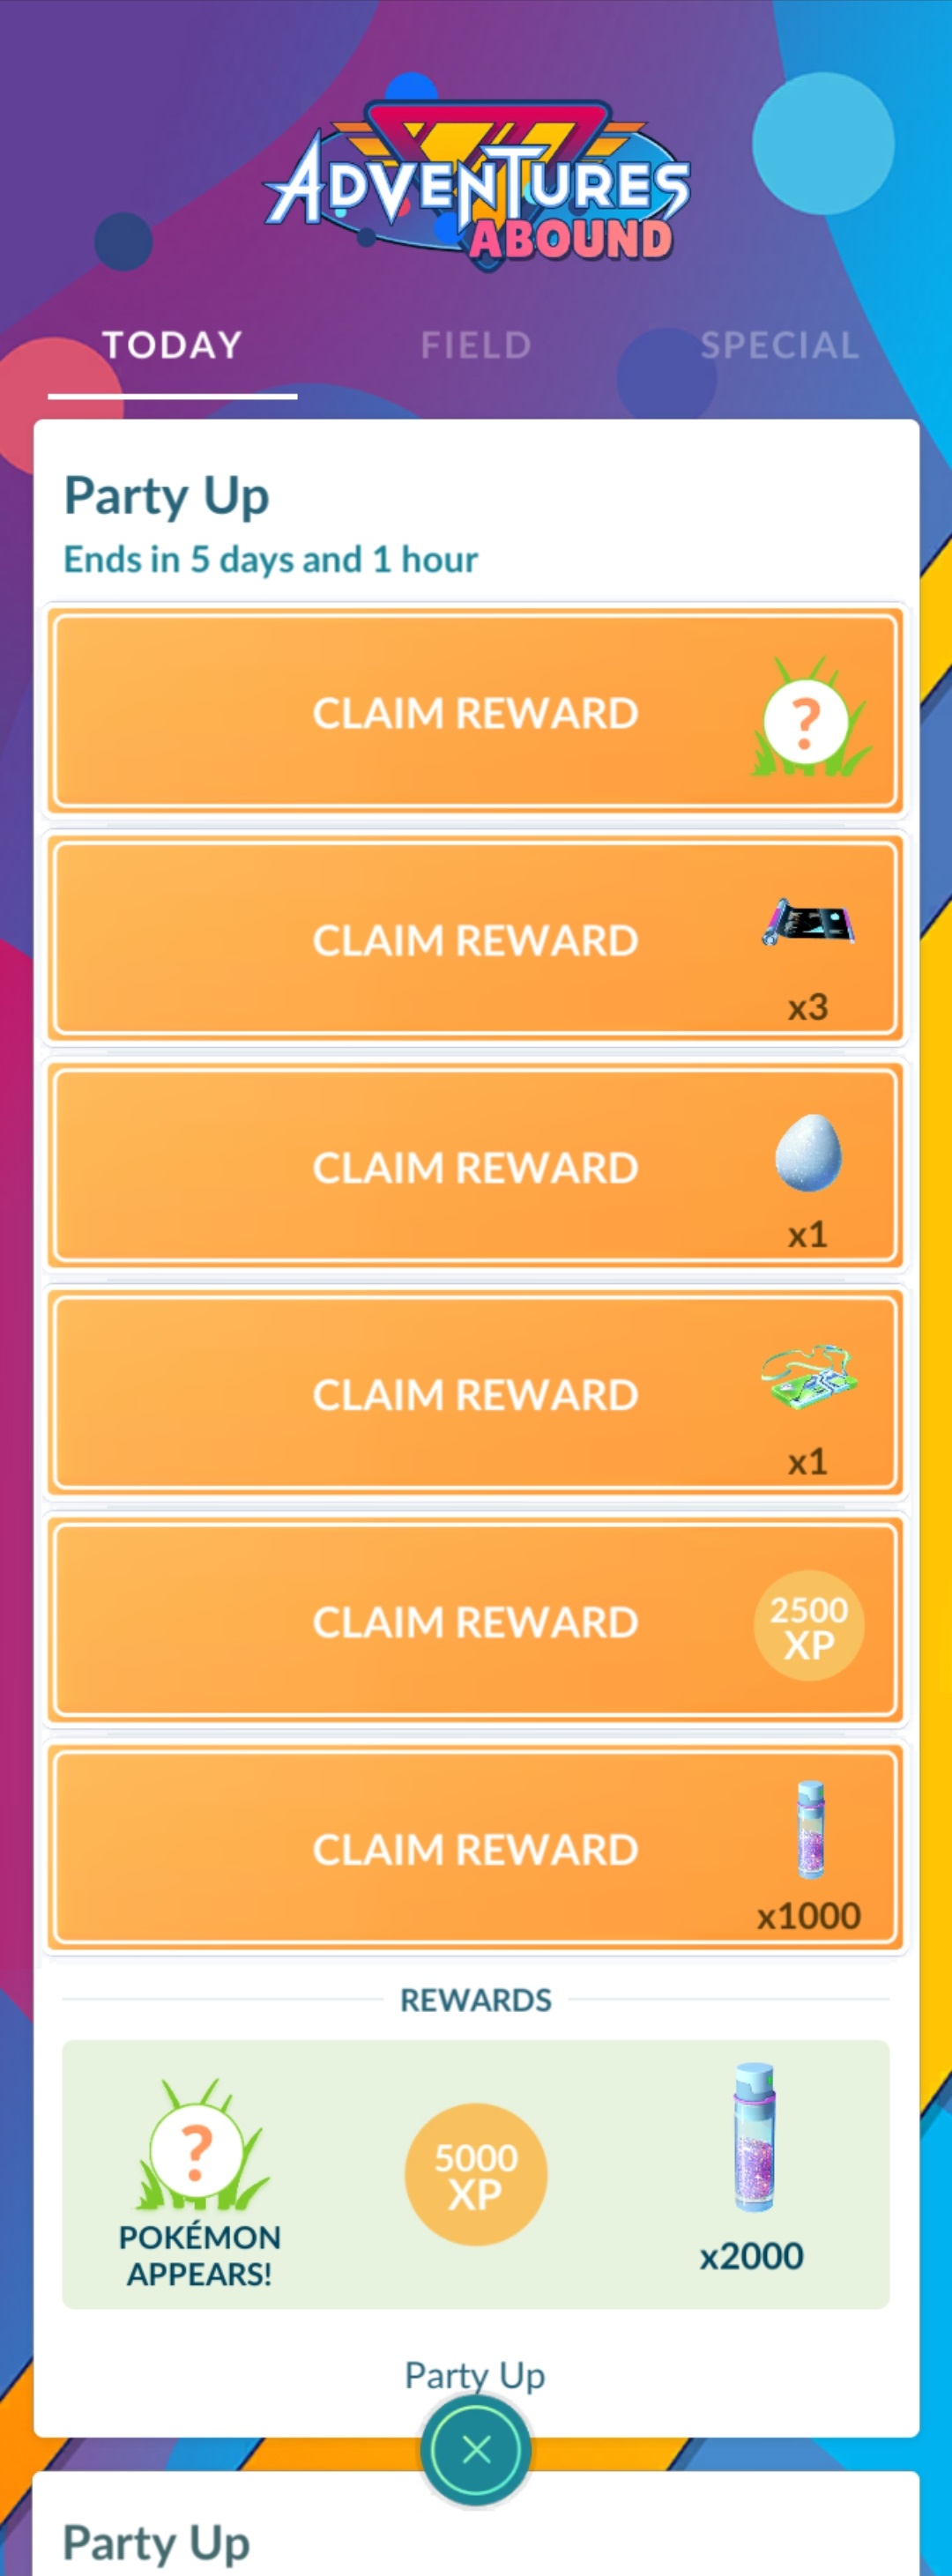 ADVENTURES
ABOUND
TODAY FIELD SPECIAL
Party Up
Ends in 5 days and 1 hour
CLAIM REWARD
?
CLAIM REWARD
x3
CLAIM REWARD
x1
CLAIM REWARD
x1
CLAIM REWARD
2500
XP
CLAIM REWARD
x1000
REWARDS
?
POKÉMON
APPEARS!
5000
XP
x2000
Party Up
Party Up